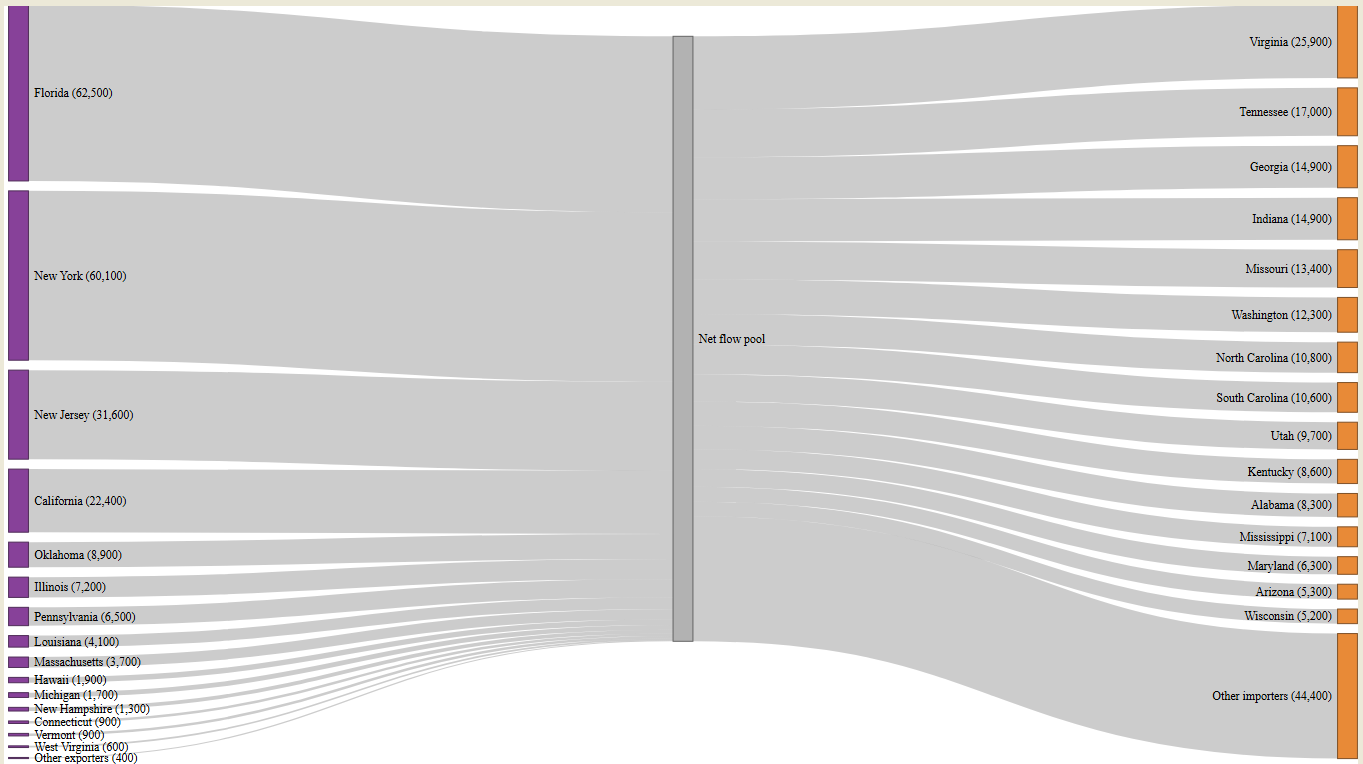 Florida (62,500)
New York (60,100)
New Jersey (31,600)
California (22,400)
Oklahoma (8,900)
Illinois (7,200)
Pennsylvania (6,500)
Louisiana (4,100)
Massachusetts (3,700)
Hawaii (1,900)
Michigan (1,700)
New Hampshire (1,300)
Connecticut (900)
Vermont (900)
West Virginia (600)
Other exporters (400)
Net flow pool
Virginia (25,900)
Tennessee (17,000)
Georgia (14,900)
Indiana (14,900)
Missouri (13,400)
Washington (12,300)
North Carolina (10,800)
South Carolina (10,600)
Utah (9,700)
Kentucky (8,600)
Alabama (8,300)
Mississippi (7,100)
Maryland (6,300)
Arizona (5,300)
Wisconsin (5,200)
Other importers (44,400)